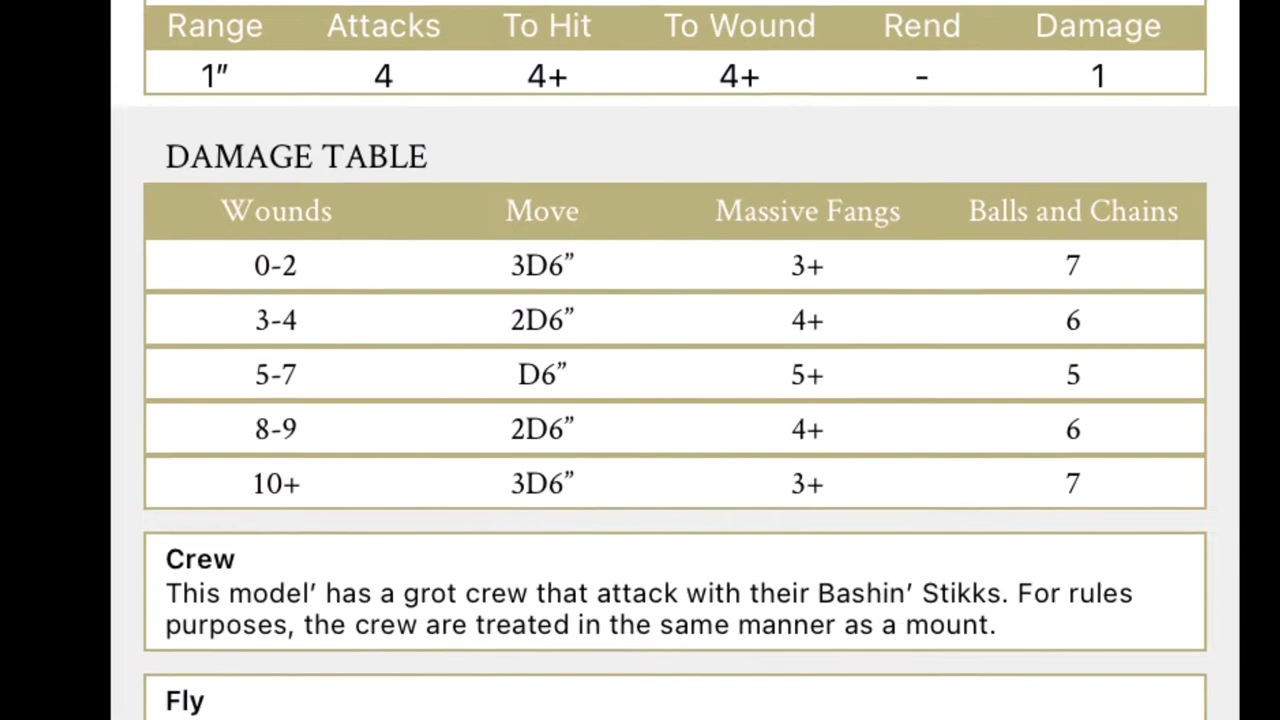 Range Attacks To Hit To Wound Rend Damage
1″ 4 4+ 4+ - 1
DAMAGE TABLE
Wounds Move Massive Fangs Balls and Chains
0-2 3D6” 3+ 7
3-4 2D6” 4+ 6
5-7 D6” 5+ 5
8-9 2D6” 4+ 6
10+ 3D6” 3+ 7
Crew
This model’ has a grot crew that attack with their Bashin’ Stikks. For rules
purposes, the crew are treated in the same manner as a mount.
Fly